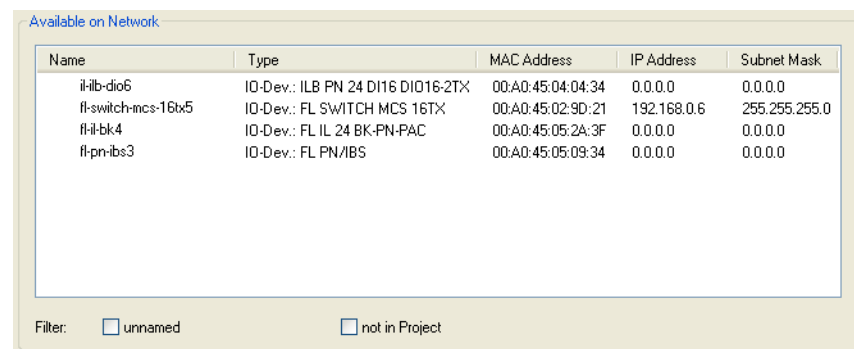 Available on Network
Name Type MAC Address IP Address Subnet Mask
il-ilb-dio6 IO-Dev.: ILB PN 24 DI16 DIO16-2TX 00:A0:45:04:04:34 0.0.0.0 0.0.0.0
fl-switch-mcs-16tx5 IO-Dev.: FL SWITCH MCS 16TX 00:A0:45:02:9D:21 192.168.0.6 255.255.255.0
fl-il-bk4 IO-Dev.: FL IL 24 BK-PN-PAC 00:A0:45:05:2A:3F 0.0.0.0 0.0.0.0
fl-pn-ibs3 IO-Dev.: FL PN/IBS 00:A0:45:05:09:34 0.0.0.0 0.0.0.0
Filter: unnamed not in Project